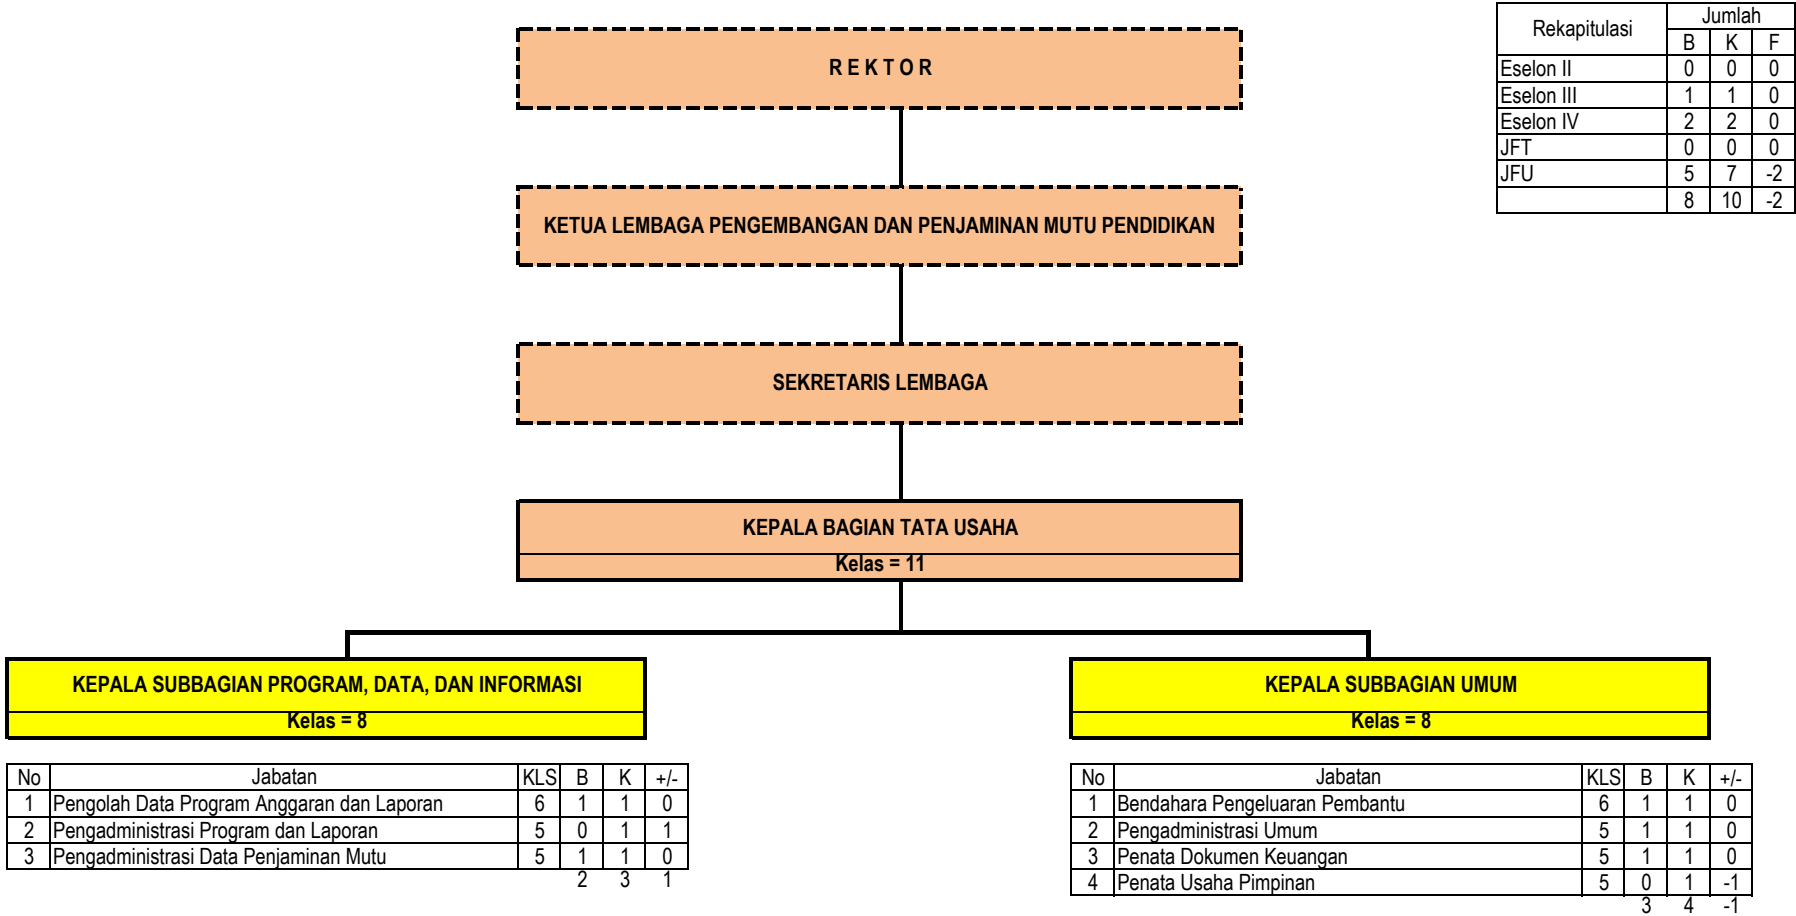 R E K T O R
KETUA LEMBAGA PENGEMBANGAN DAN PENJAMINAN MUTU PENDIDIKAN
SEKRETARIS LEMBAGA
KEPALA BAGIAN TATA USAHA
Kelas = 11
Rekapitulasi Jumlah
B K F
Eselon II 0 0 0
Eselon III 1 1 0
Eselon IV 2 2 0
JFT 0 0 0
JFU 5 7 -2
8 10 -2
KEPALA SUBBAGIAN PROGRAM, DATA, DAN INFORMASI
Kelas = 8
No Jabatan KLS B K +/-
1 Pengolah Data Program Anggaran dan Laporan 6 1 1 0
2 Pengadministrasi Program dan Laporan 5 0 1 1
3 Pengadministrasi Data Penjaminan Mutu 5 1 1 0
2 3 1
KEPALA SUBBAGIAN UMUM
Kelas = 8
No Jabatan KLS B K +/-
1 Bendahara Pengeluaran Pembantu 6 1 1 0
2 Pengadministrasi Umum 5 1 1 0
3 Penata Dokumen Keuangan 5 1 1 0
4 Penata Usaha Pimpinan 5 0 1 -1
3 4 -1